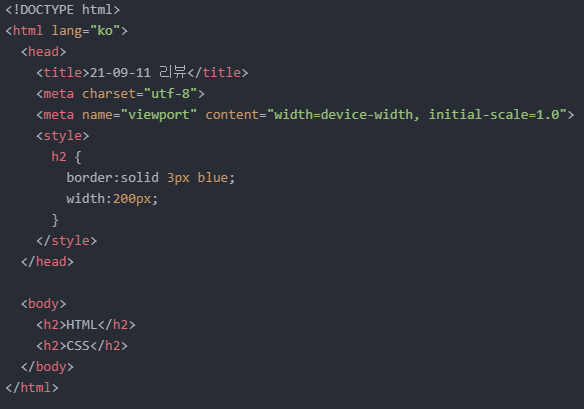 <!DOCTYPE html>
<html lang="ko">
  <head>
    <title>21-09-11 리뷰</title>
    <meta charset="utf-8">
    <meta name="viewport" content="width=device-width, initial-scale=1.0">
    <style>
      h2 {
        border:solid 3px blue;
        width:200px;
      }
    </style>
  </head>

  <body>
    <h2>HTML</h2>
    <h2>CSS</h2>
  </body>
</html>